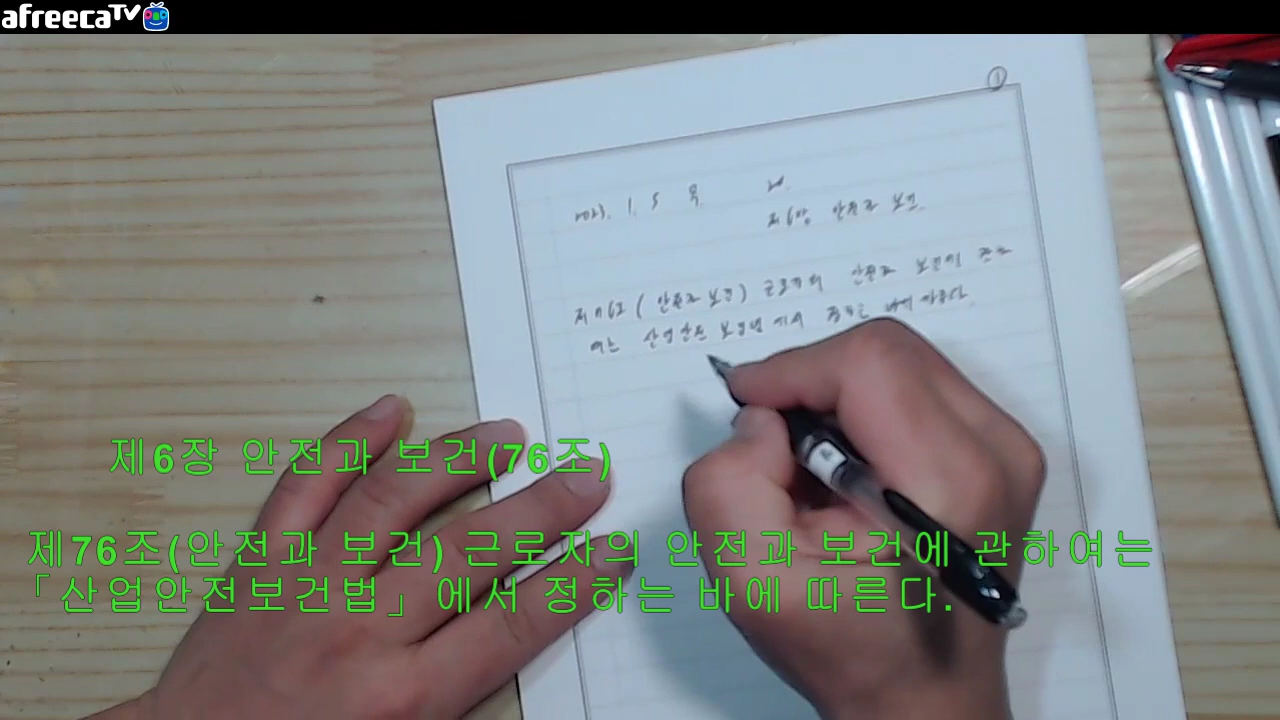 afreecaTV
①
2023. 1. 5 목.
제6장 안전과 보건.
제76조(안전과 보건) 근로자의 안전과 보건에 관하
여는 산업안전보건법에서 정하는 바에 따른다.
제6장 안전과 보건(76조)
제76조(안전과 보건) 근로자의 안전과 보건에 관하여는
「산업안전보건법」에서 정하는 바에 따른다.